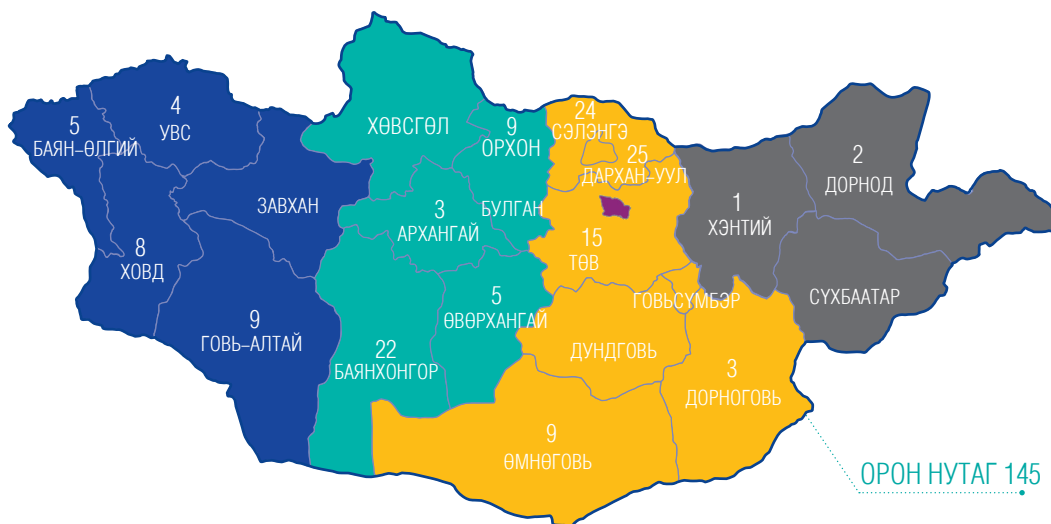 4
УВС
5
БАЯН–ӨЛГИЙ
ЗАВХАН
8
ХОВД
9
ГОВЬ–АЛТАЙ
ХӨВСГӨЛ
9
ОРХОН
БУЛГАН
3
АРХАНГАЙ
5
ӨВӨРХАНГАЙ
22
БАЯНХОНГОР
24
СЭЛЭНГЭ
25
ДАРХАН–УУЛ
15
ТӨВ
ГОВЬСҮМБЭР
ДУНДГОВЬ
3
ДОРНОГОВЬ
9
ӨМНӨГОВЬ
1
ХЭНТИЙ
2
ДОРНОД
СҮХБААТАР
ОРОН НУТАГ 145